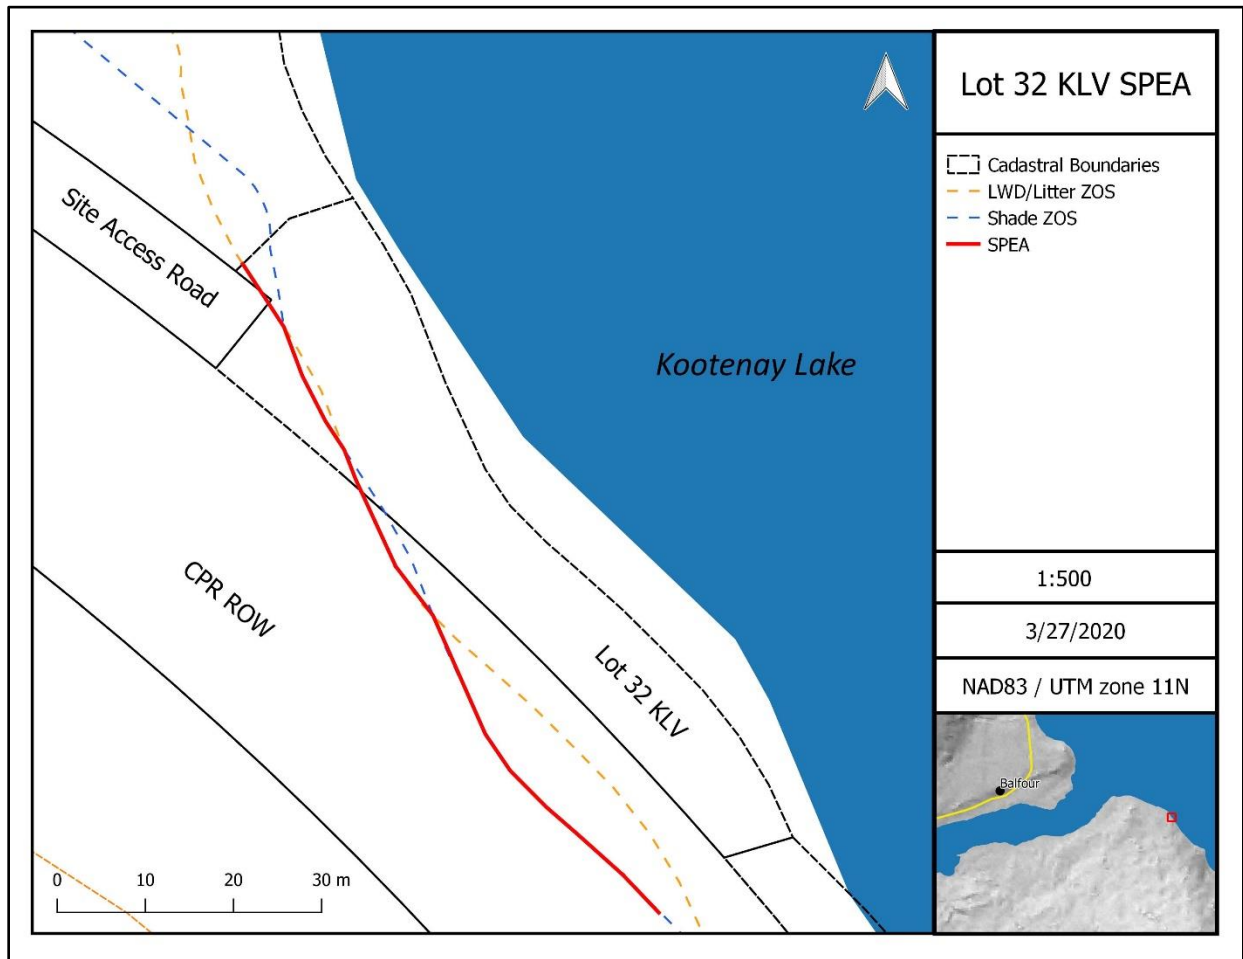 Lot 32 KLV SPEA
Cadastral Boundaries
LWD/Litter ZOS
Shade ZOS
SPEA
Site Access Road
Kootenay Lake
CPR ROW
Lot 32 KLV
0 10 20 30 m
1:500
3/27/2020
NAD83 / UTM zone 11N
Balfour